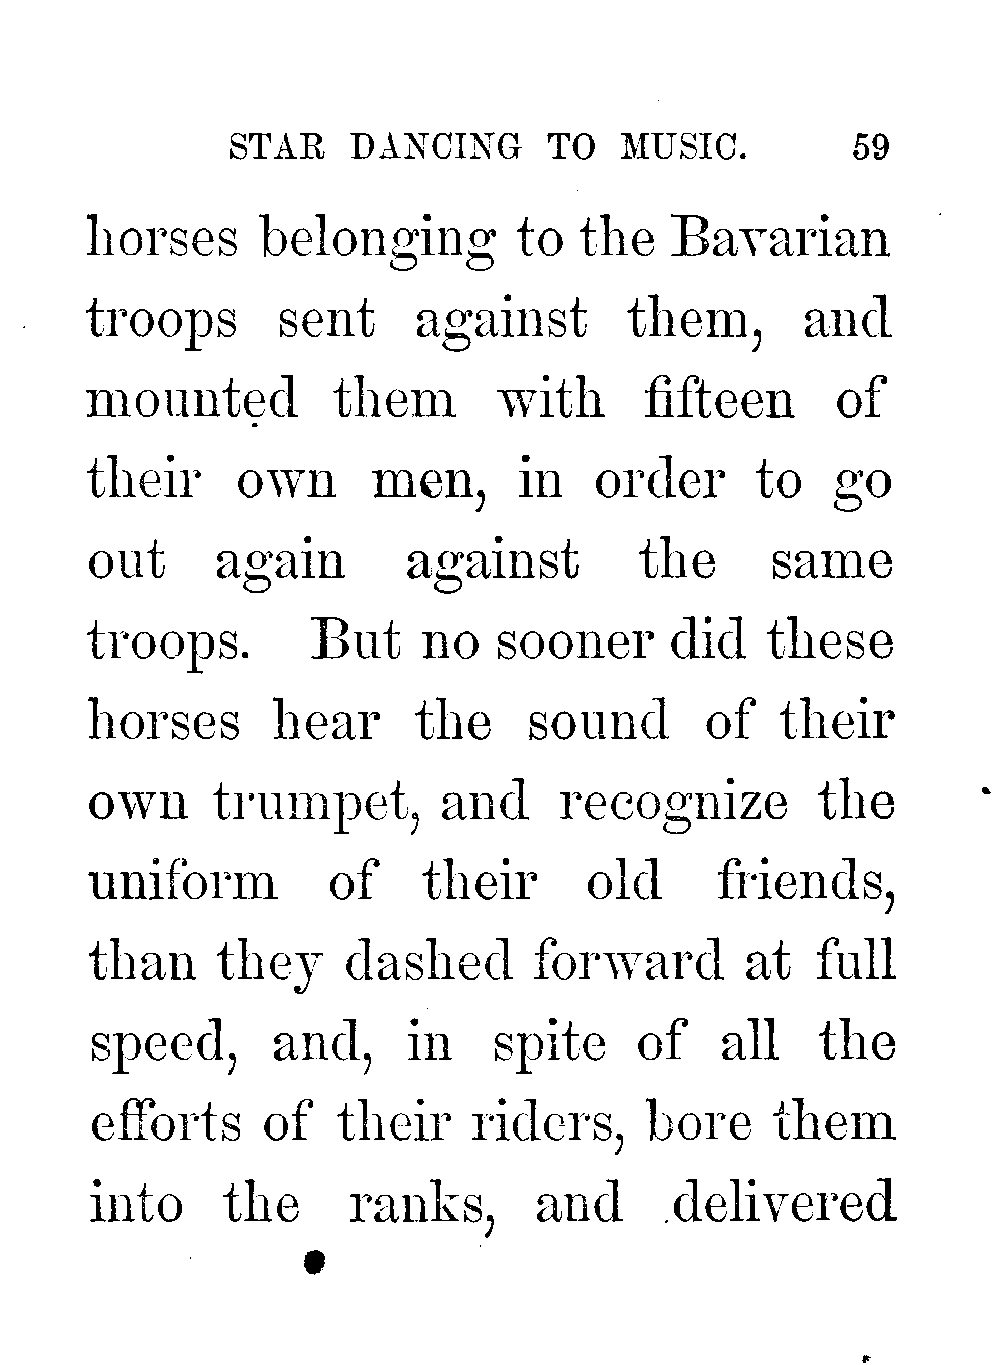 STAR DANCING TO MUSIC. 59
horses belonging to the Bavarian
troops sent against them, and
mounted them with fifteen of
their own men, in order to go
out again against the same
troops. But no sooner did these
horses hear the sound of their
own trumpet, and recognize the
uniform of their old friends,
than they dashed forward at full
speed, and, in spite of all the
efforts of their riders, bore them
into the ranks, and delivered